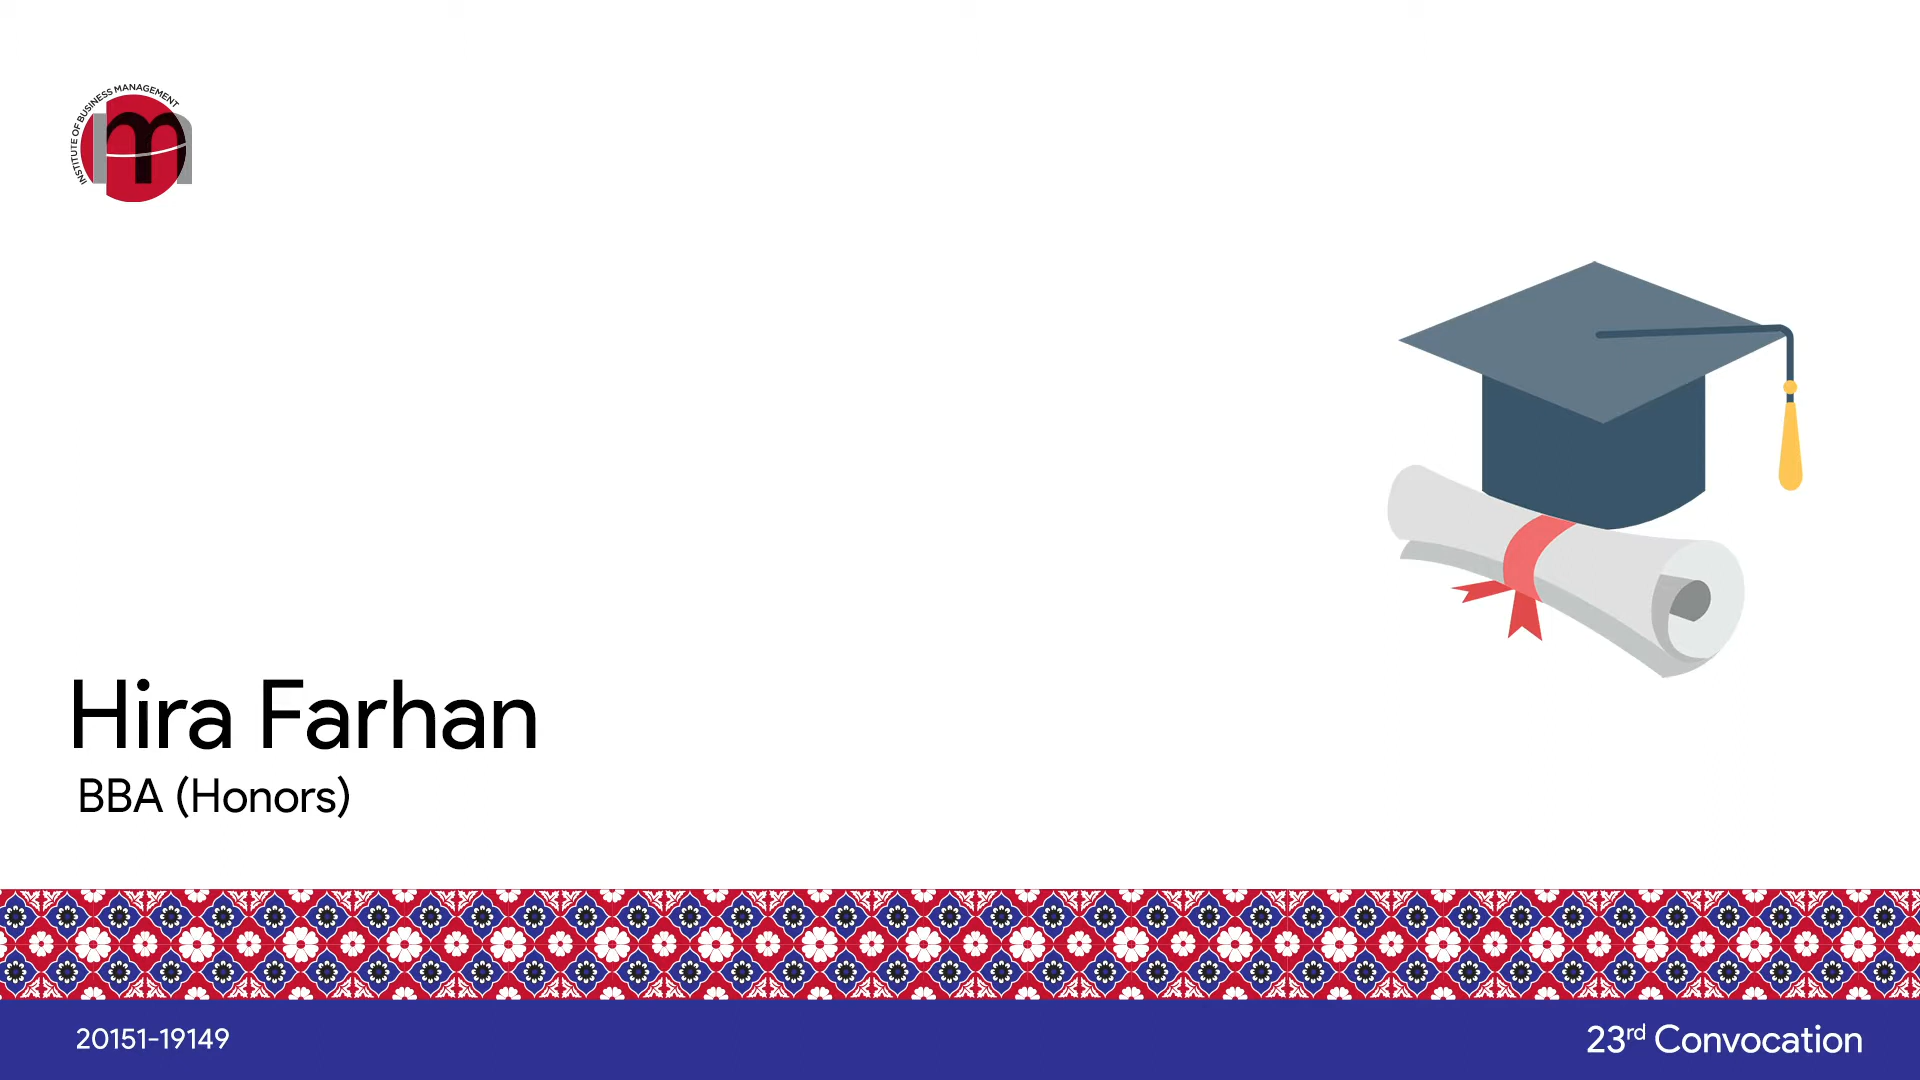 INSTITUTE OF BUSINESS MANAGEMENT
m
Hira Farhan
BBA (Honors)
20151-19149
23rd Convocation